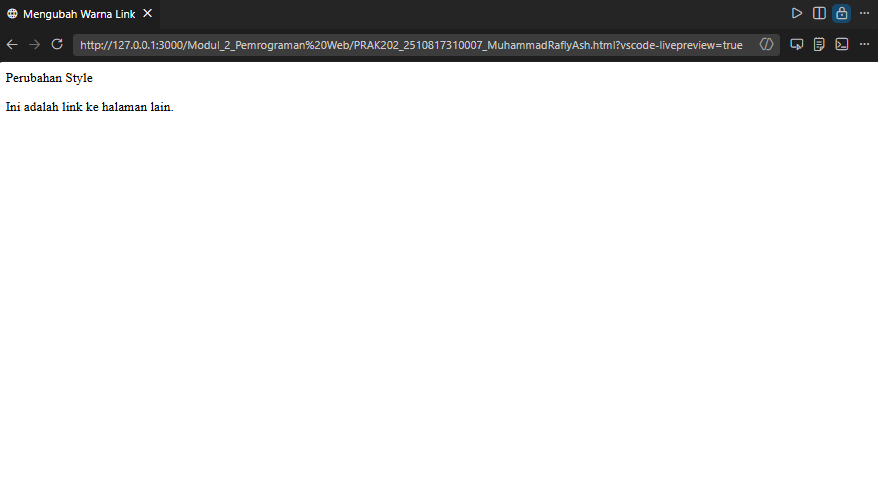 Mengubah Warna Link
http://127.0.0.1:3000/Modul_2_Pemrograman%20Web/PRAK202_2510817310007_MuhammadRaflyAsh.html?vscode-livepreview=true
Perubahan Style
Ini adalah link ke halaman lain.